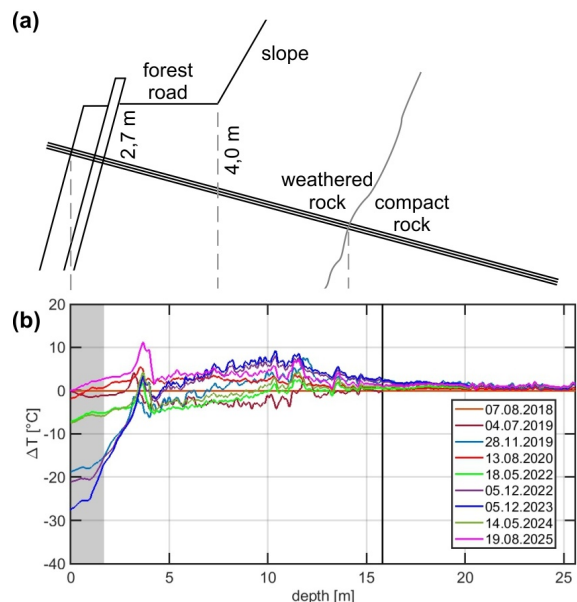 (a)
slope
forest
road
2,7 m
4,0 m
weathered
rock
compact
rock
(b)
20
10
0
-10
-20
-30
-40
ΔT [°C]
0
5
10
15
20
25
depth [m]
07.08.2018
04.07.2019
28.11.2019
13.08.2020
18.05.2022
05.12.2022
05.12.2023
14.05.2024
19.08.2025